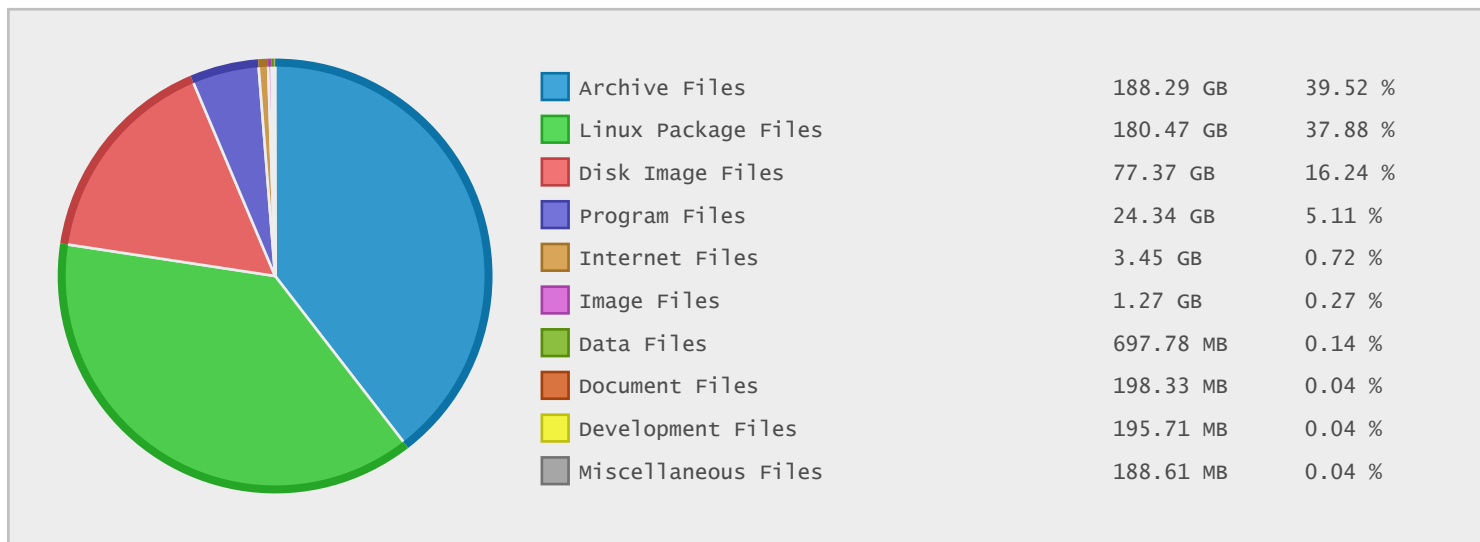 Archive Files 188.29 GB 39.52 %
Linux Package Files 180.47 GB 37.88 %
Disk Image Files 77.37 GB 16.24 %
Program Files 24.34 GB 5.11 %
Internet Files 3.45 GB 0.72 %
Image Files 1.27 GB 0.27 %
Data Files 697.78 MB 0.14 %
Document Files 198.33 MB 0.04 %
Development Files 195.71 MB 0.04 %
Miscellaneous Files 188.61 MB 0.04 %